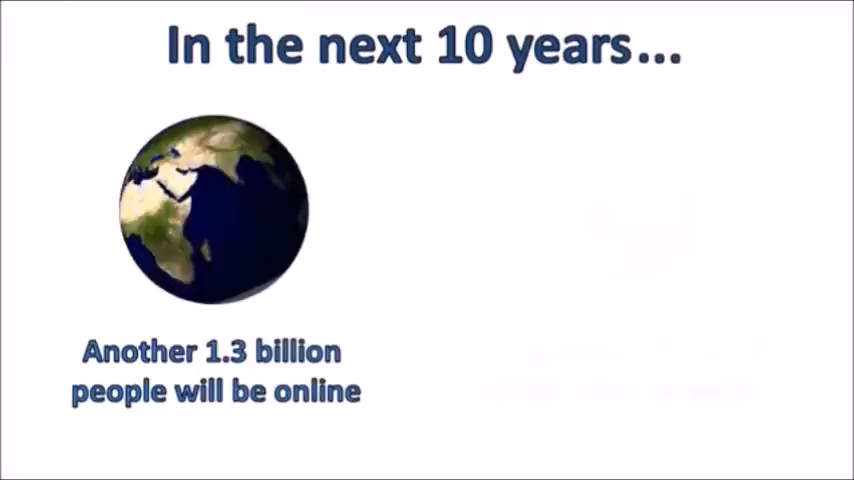 In the next 10 years...
Another 1.3 billion
people will be online